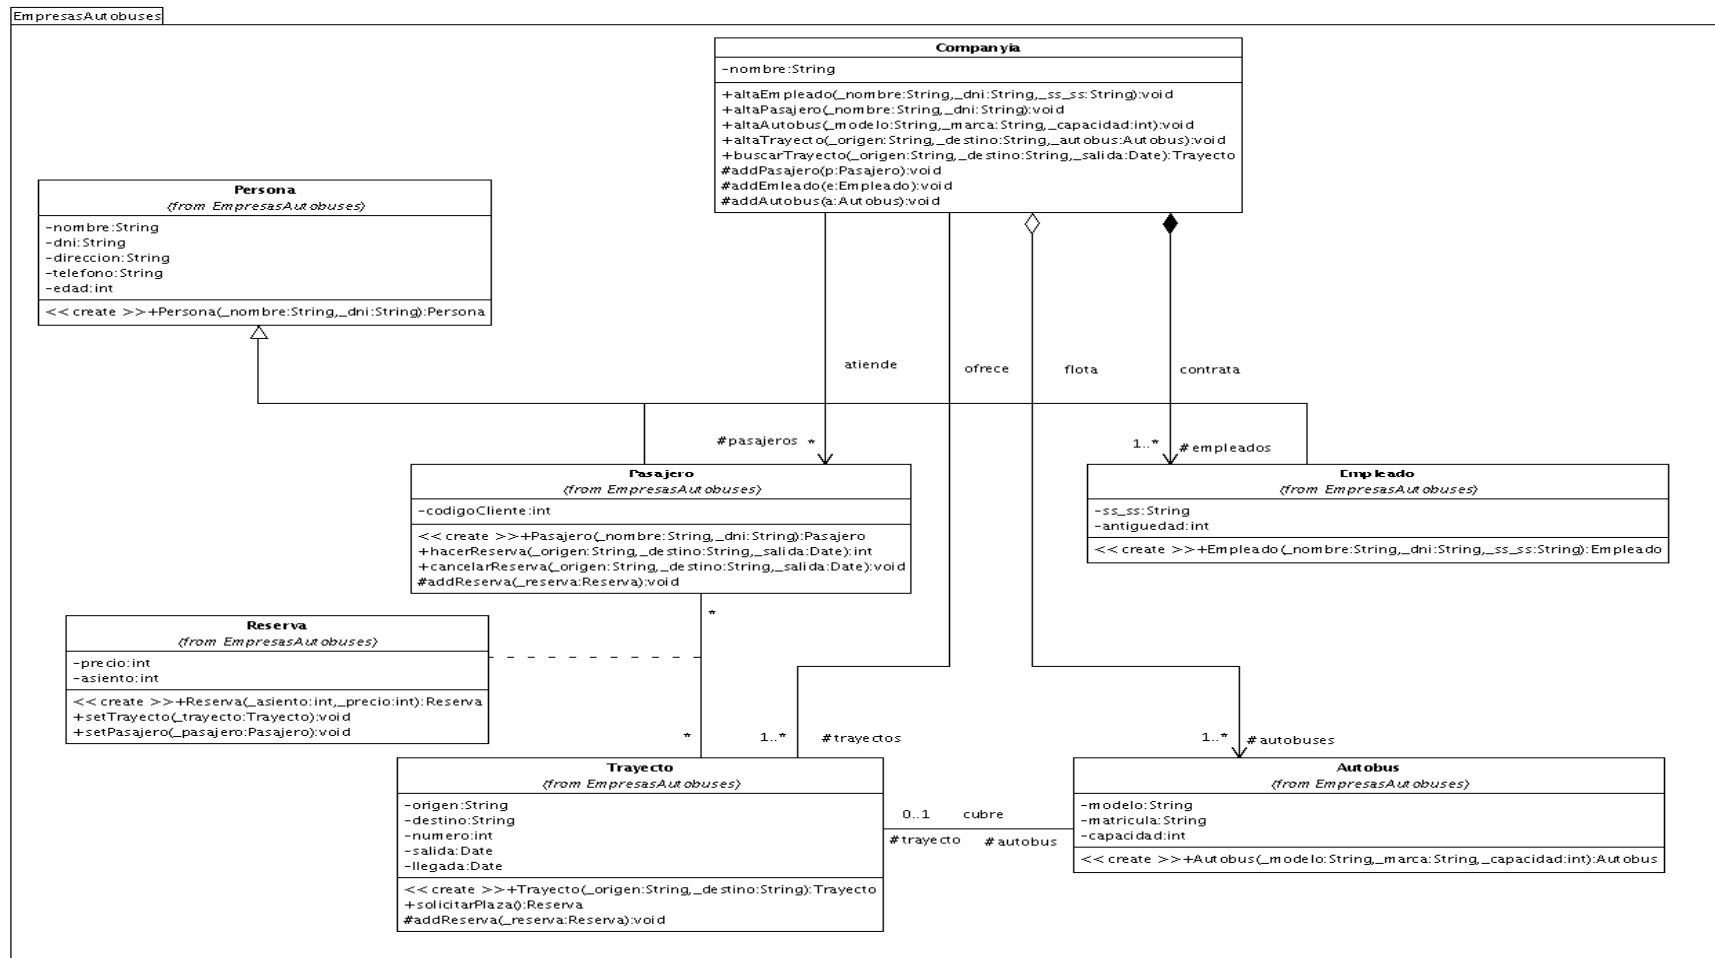 EmpresasAutobuses
Companyia
-nombre:String
+altaEmpleado(_nombre:String,_dni:String,_ss_ss:String):void
+altaPasajero(_nombre:String,_dni:String):void
+altaAutobus(_modelo:String,_marca:String,_capacidad:int):void
+altaTrayecto(_origen:String,_destino:String,_autobus:Autobus):void
+buscarTrayecto(_origen:String,_destino:String,_salida:Date):Trayecto
#addPasajero(p:Pasajero):void
#addEmleado(e:Empleado):void
#addAutobus(a:Autobus):void
Persona
(from EmpresasAutobuses)
-nombre:String
-dni:String
-direccion:String
-telefono:String
-edad:int
<< create >>+Persona(_nombre:String,_dni:String):Persona
atiende
ofrece
flota
contrata
#pasajeros *
1..* #empleados
Pasajero
(from EmpresasAutobuses)
-codigoCliente:int
<< create >>+Pasajero(_nombre:String,_dni:String):Pasajero
+hacerReserva(_origen:String,_destino:String,_salida:Date):int
+cancelarReserva(_origen:String,_destino:String,_salida:Date):void
#addReserva(_reserva:Reserva):void
Empleado
(from EmpresasAutobuses)
-ss_ss:String
-antiguedad:int
<< create >>+Empleado(_nombre:String,_dni:String,_ss_ss:String):Empleado
*
Reserva
(from EmpresasAutobuses)
-precio:int
-asiento:int
<< create >>+Reserva(_asiento:int,_precio:int):Reserva
+setTrayecto(_trayecto:Trayecto):void
+setPasajero(_pasajero:Pasajero):void
*
1..* #trayectos
1..* #autobuses
Trayecto
(from EmpresasAutobuses)
-origen:String
-destino:String
-numero:int
-salida:Date
-llegada:Date
<< create >>+Trayecto(_origen:String,_destino:String):Trayecto
+solicitarPlaza():Reserva
#addReserva(_reserva:Reserva):void
0..1 cubre
#trayecto #autobus
Autobus
(from EmpresasAutobuses)
-modelo:String
-matricula:String
-capacidad:int
<< create >>+Autobus(_modelo:String,_marca:String,_capacidad:int):Autobus